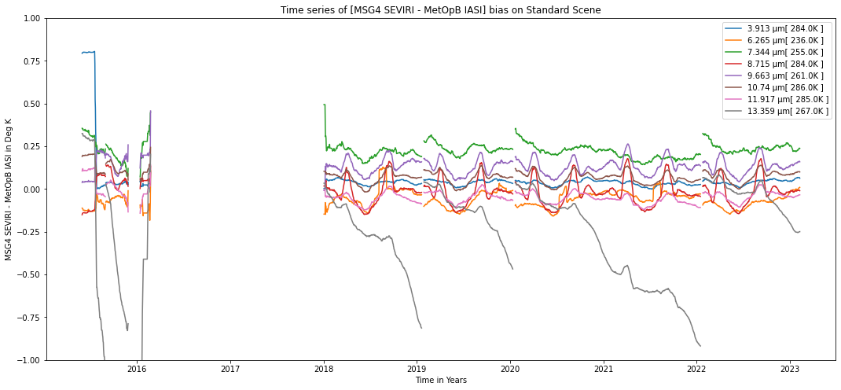 Time series of [MSG4 SEVIRI - MetOpB IASI] bias on Standard Scene
MSG4 SEVIRI - MetOpB IASI in Deg K
1.00
0.75
0.50
0.25
0.00
−0.25
−0.50
−0.75
−1.00
3.913 μm[ 284.0K ]
6.265 μm[ 236.0K ]
7.344 μm[ 255.0K ]
8.715 μm[ 284.0K ]
9.663 μm[ 261.0K ]
10.74 μm[ 286.0K ]
11.917 μm[ 285.0K ]
13.359 μm[ 267.0K ]
2016
2017
2018
2019
2020
2021
2022
2023
Time in Years